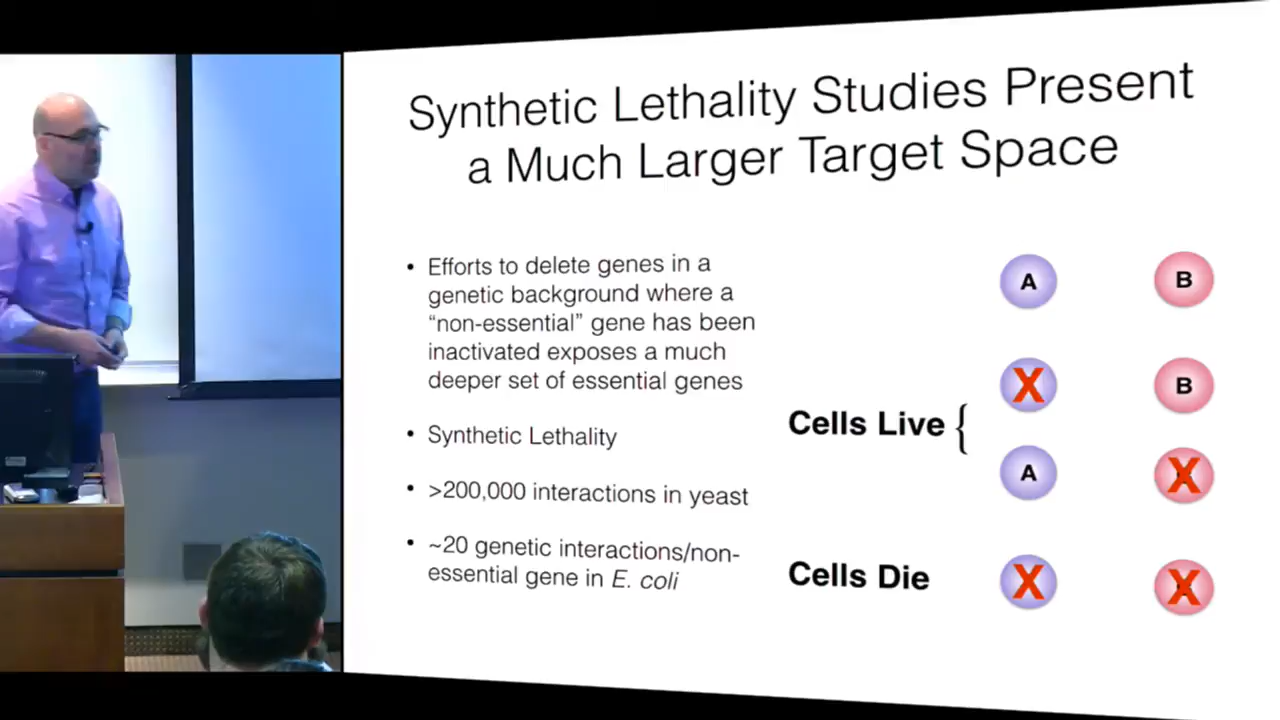 Synthetic Lethality Studies Present
a Much Larger Target Space
• Efforts to delete genes in a
genetic background where a
“non-essential” gene has been
inactivated exposes a much
deeper set of essential genes
• Synthetic Lethality
• >200,000 interactions in yeast
• ~20 genetic interactions/non-
essential gene in E. coli
A B
X B
Cells Live {
A X
Cells Die X X